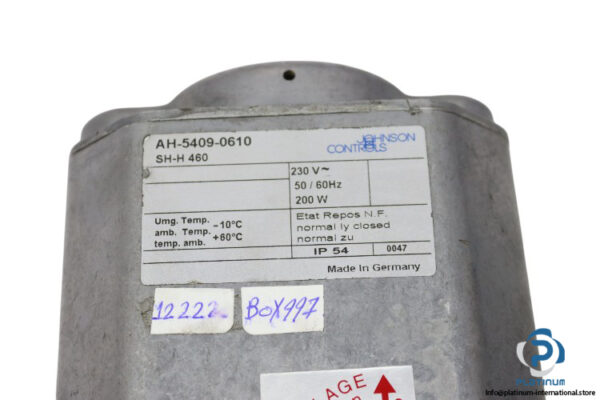 AH-5409-0610
SH-H 460
JOHNSON
CONTROLS
230 V~
50 / 60Hz
200 W
Umg. Temp.
amb. Temp.
temp. amb.
-10°C
+60°C
Etat Repos N.F.
normal ly closed
normal zu
IP 54
0047
Made in Germany
12222
BOX997
LAGE
PLATINUM
info@platinum-international.store